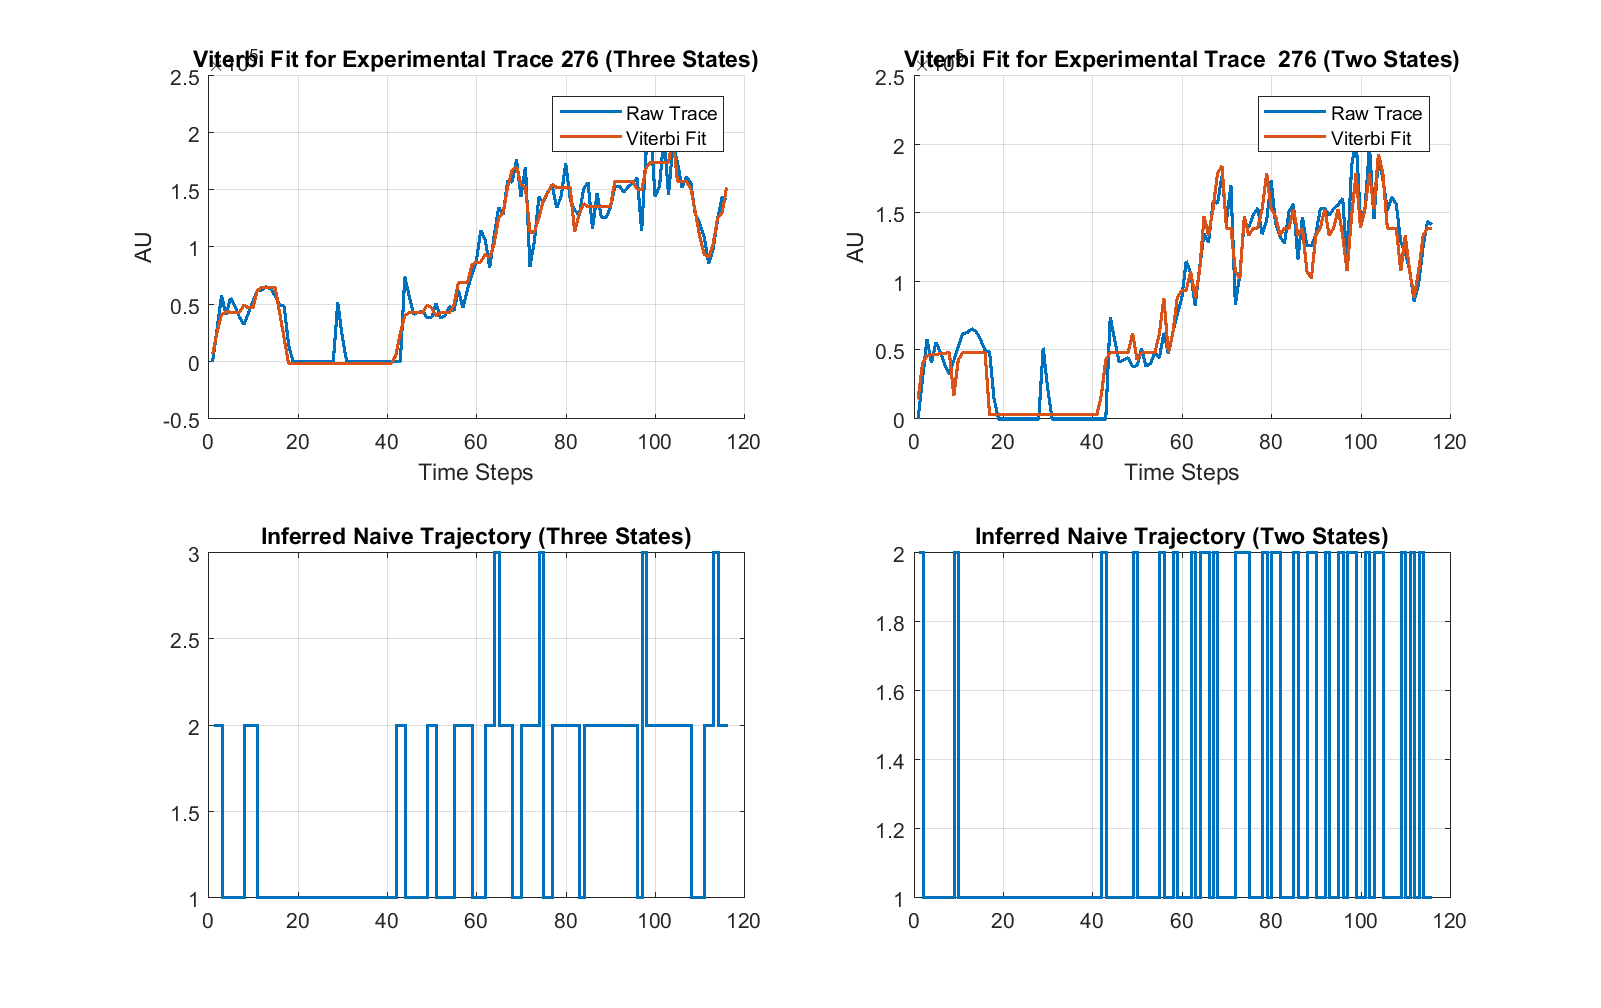 Viterbi Fit for Experimental Trace 276 (Three States)
×10^5
2.5
2
1.5
1
0.5
0
-0.5
AU
Raw Trace
Viterbi Fit
0 20 40 60 80 100 120
Time Steps
Viterbi Fit for Experimental Trace  276 (Two States)
×10^5
2.5
2
1.5
1
0.5
0
AU
Raw Trace
Viterbi Fit
0 20 40 60 80 100 120
Time Steps
Inferred Naive Trajectory (Three States)
3
2.5
2
1.5
1
0 20 40 60 80 100 120
Inferred Naive Trajectory (Two States)
2
1.8
1.6
1.4
1.2
1
0 20 40 60 80 100 120